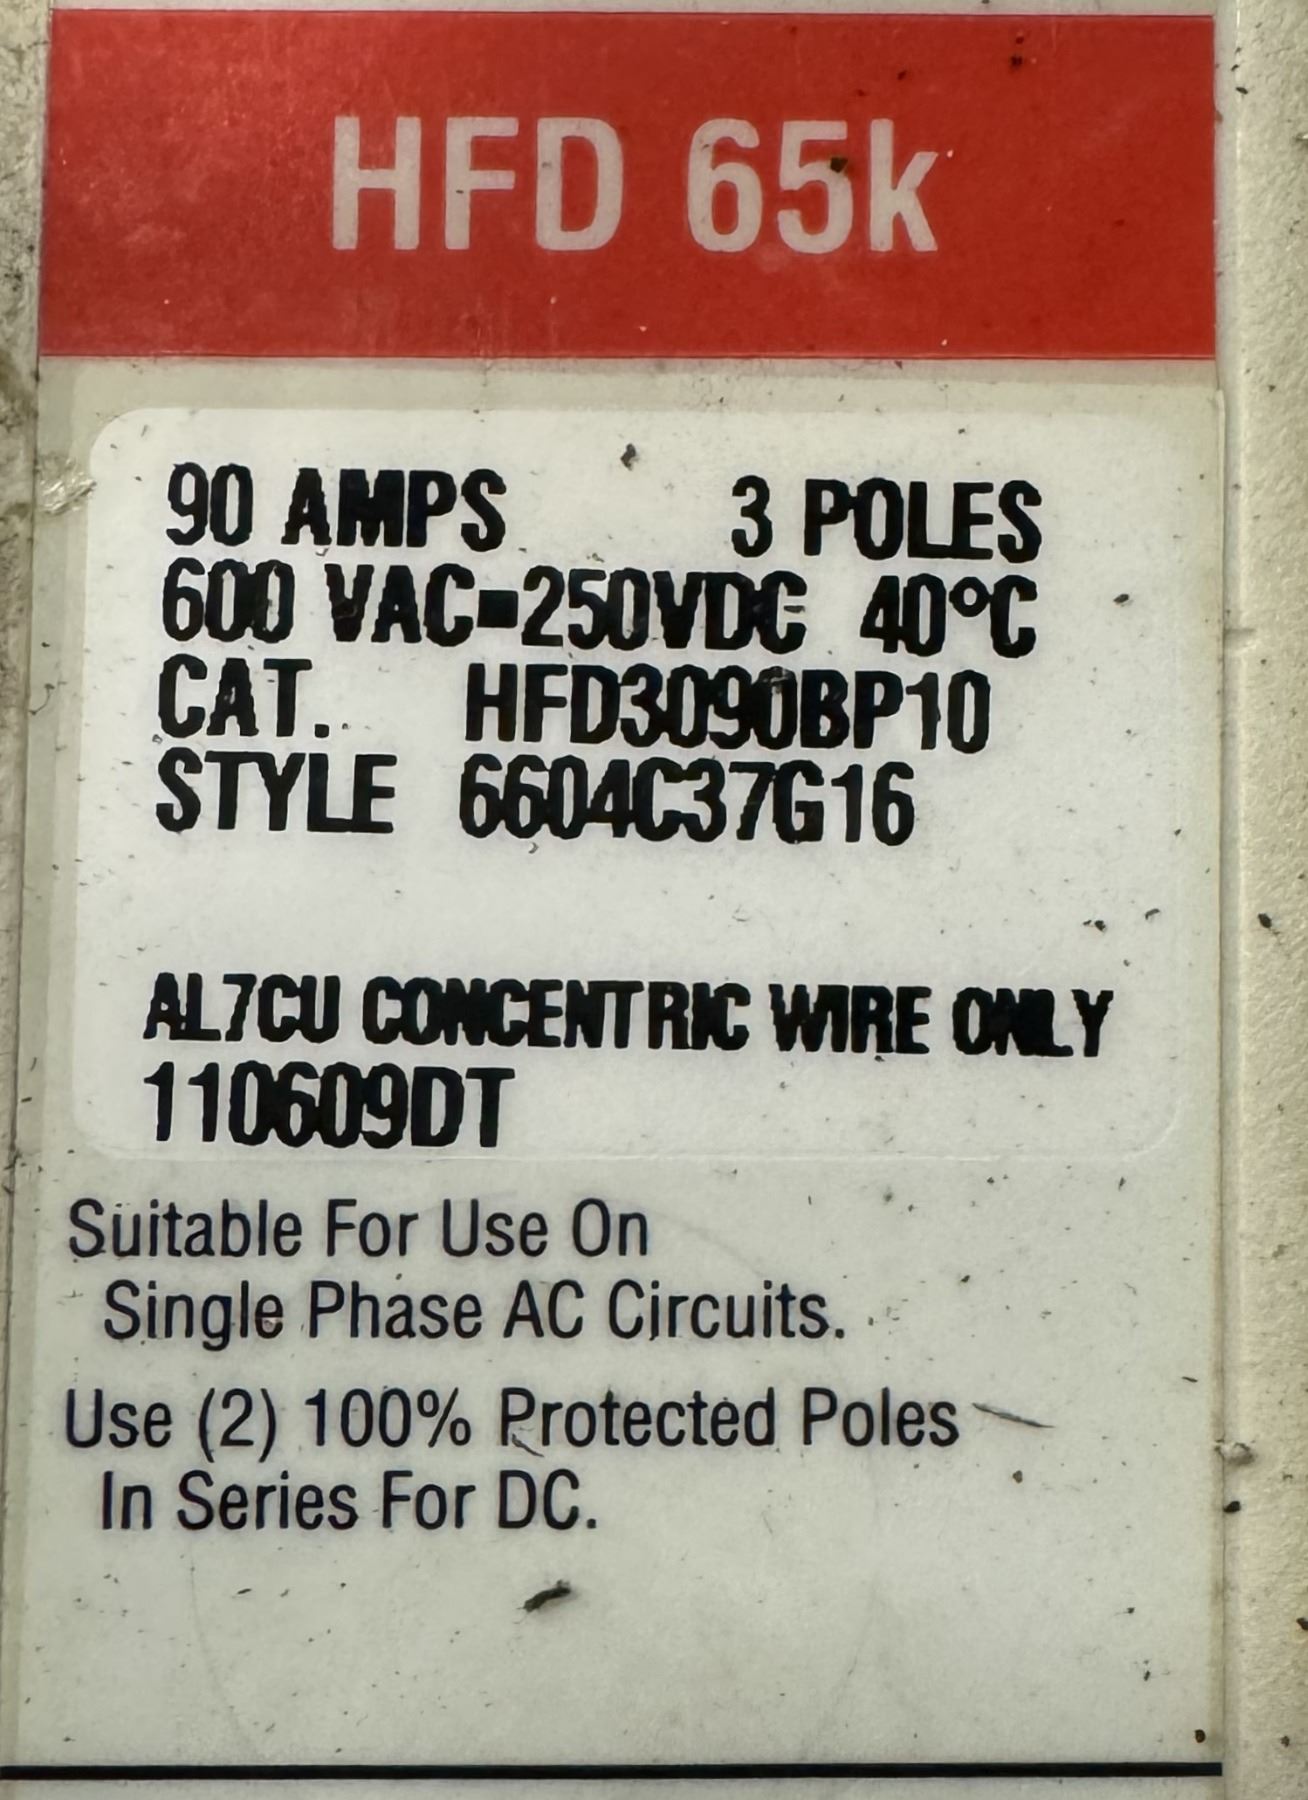 HFD 65k
90 AMPS 3 POLES
600 VAC▪250VDC 40°C
CAT. HFD3090BP10
STYLE 6604C37G16
AL7CU CONCENTRIC WIRE ONLY
110609DT
Suitable For Use On
Single Phase AC Circuits.
Use (2) 100% Protected Poles
In Series For DC.